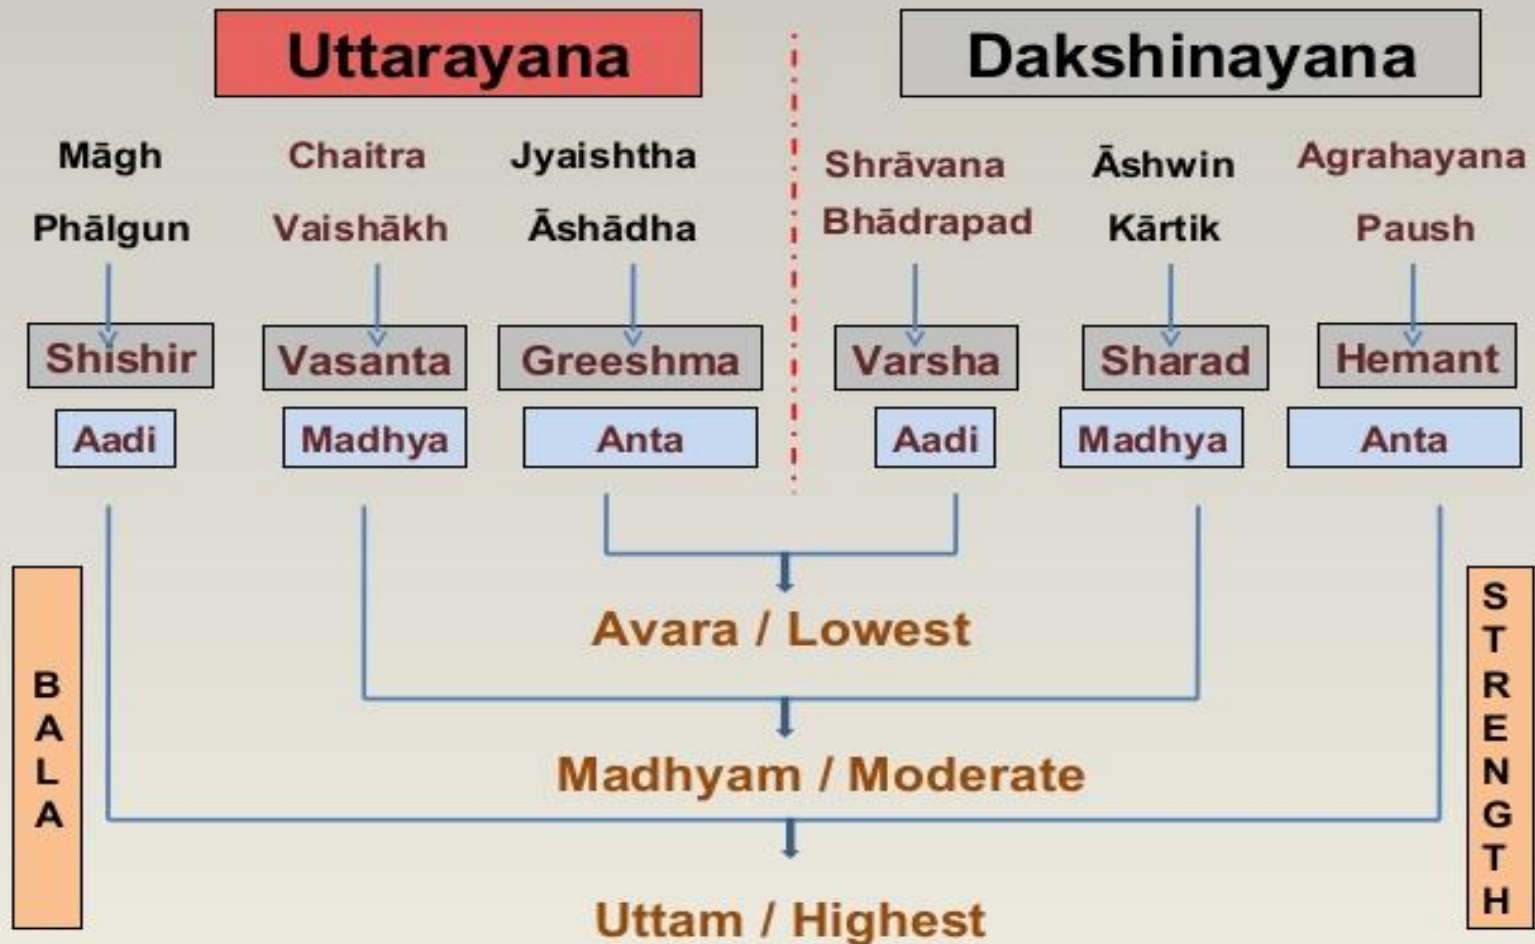 Uttarayana
Dakshinayana
Māgh
Chaitra
Jyaishtha
Shrāvana
Āshwin
Agrahayana
Phālgun
Vaishākh
Āshādha
Bhādrapad
Kārtik
Paush
Shishir
Vasanta
Greeshma
Varsha
Sharad
Hemant
Aadi
Madhya
Anta
Aadi
Madhya
Anta
BALA
Avara / Lowest
Madhyam / Moderate
Uttam / Highest
STRENGTH